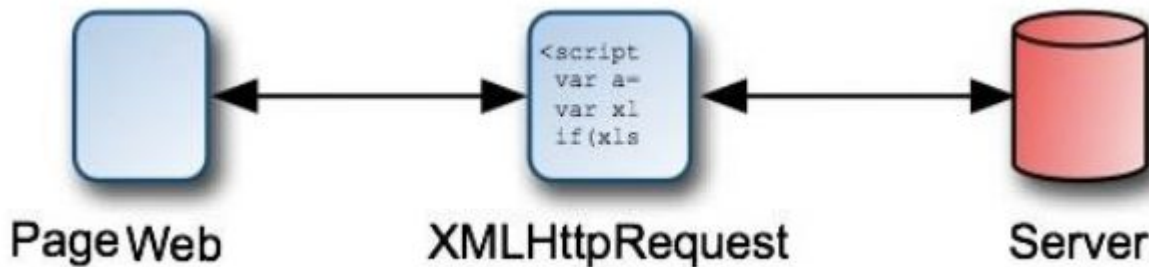 <script
var a=
var xl
if(xls
Page Web
XMLHttpRequest
Server